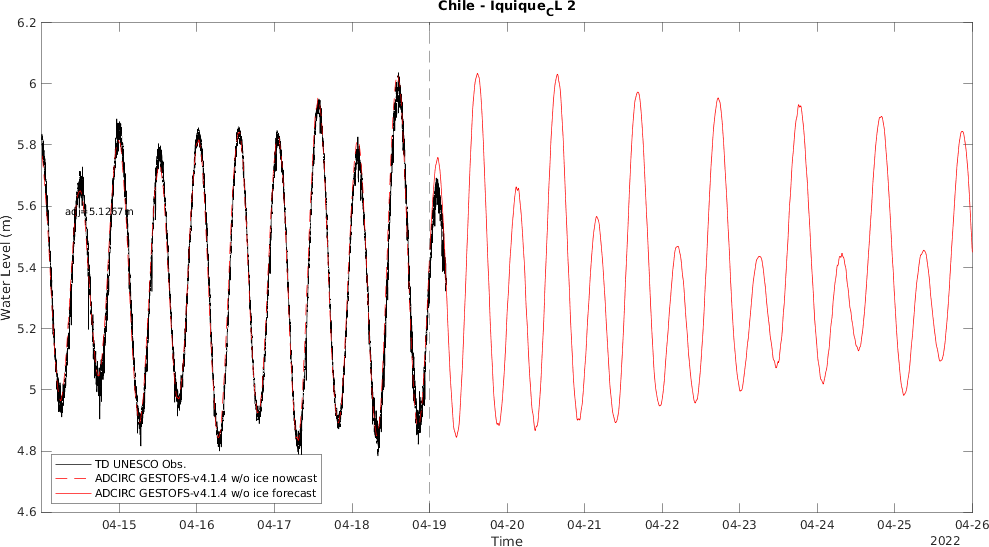 Chile - Iquique_CL 2
6.2
6
5.8
5.6
5.4
5.2
5
4.8
4.6
Water Level (m)
adj=5.1267m
TD UNESCO Obs.
ADCIRC GESTOFS-v4.1.4 w/o ice nowcast
ADCIRC GESTOFS-v4.1.4 w/o ice forecast
04-15 04-16 04-17 04-18 04-19 04-20 04-21 04-22 04-23 04-24 04-25 04-26
Time
2022